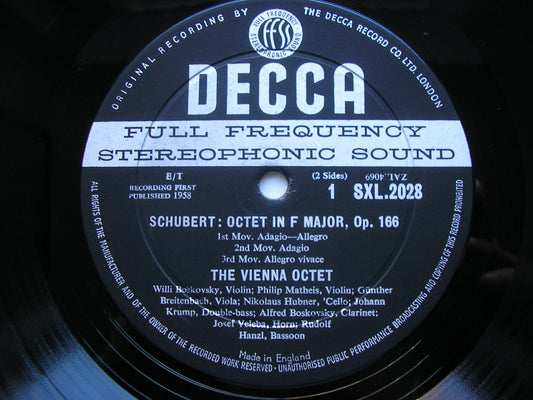 ORIGINAL RECORDING BY THE DECCA RECORD CO. LTD. LONDON
FULL FREQUENCY
ffss
STEREOPHONIC SOUND
DECCA
FULL FREQUENCY
STEREOPHONIC SOUND
E/T
RECORDING FIRST
PUBLISHED 1958
(2 Sides)
1
ZAL.4069
SXL.2028
SCHUBERT: OCTET IN F MAJOR, Op. 166
1st Mov. Adagio—Allegro
2nd Mov. Adagio
3rd Mov. Allegro vivace
THE VIENNA OCTET
Willi Boskovsky, Violin; Philip Matheis, Violin; Günther
Breitenbach, Viola; Nikolaus Hubner, 'Cello; Johann
Krump, Double-bass; Alfred Boskovsky, Clarinet;
Josef Veleba, Horn; Rudolf
Hanzl, Bassoon
Made in England
ALL RIGHTS OF THE MANUFACTURER AND OF THE OWNER OF THE RECORDED WORK RESERVED - UNAUTHORISED PUBLIC PERFORMANCE BROADCASTING AND COPYING OF THIS RECORD PROHIBITED